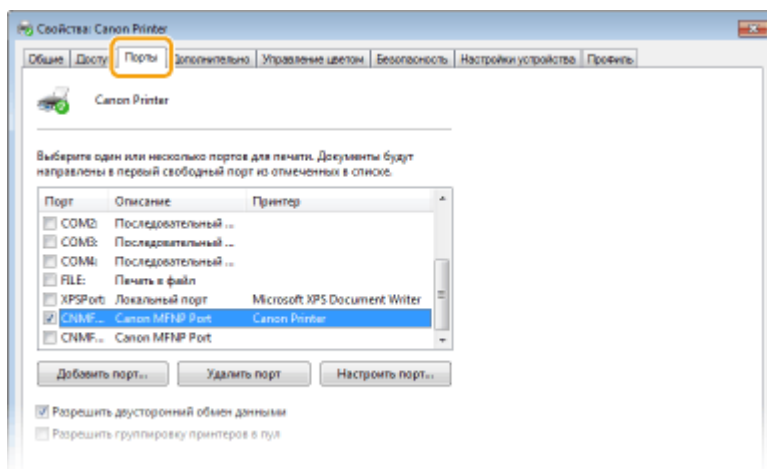 Свойства: Canon Printer
Общие Доступ Порты Дополнительно Управление цветом Безопасность Настройки устройства Профиль
Canon Printer
Выберите один или несколько портов для печати. Документы будут
направлены в первый свободный порт из отмеченных в списке.
Порт Описание Принтер
COM2: Последовательный ...
COM3: Последовательный ...
COM4: Последовательный ...
FILE: Печать в файл
XPSPort: Локальный порт Microsoft XPS Document Writer
CNMF... Canon MFNP Port Canon Printer
CNMF... Canon MFNP Port
Добавить порт... Удалить порт Настроить порт...
Разрешить двусторонний обмен данными
Разрешить группировку принтеров в пул